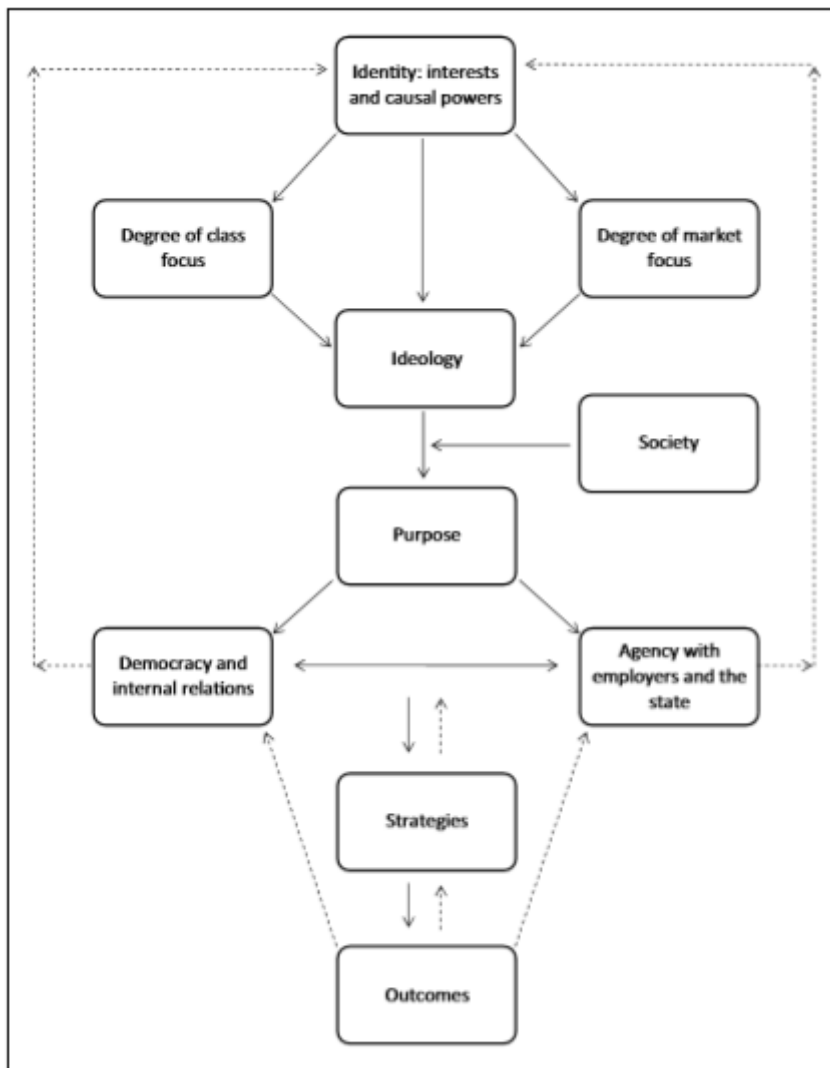 Identity: interests
and causal powers
Degree of class
focus
Degree of market
focus
Ideology
Society
Purpose
Democracy and
internal relations
Agency with
employers and the
state
Strategies
Outcomes